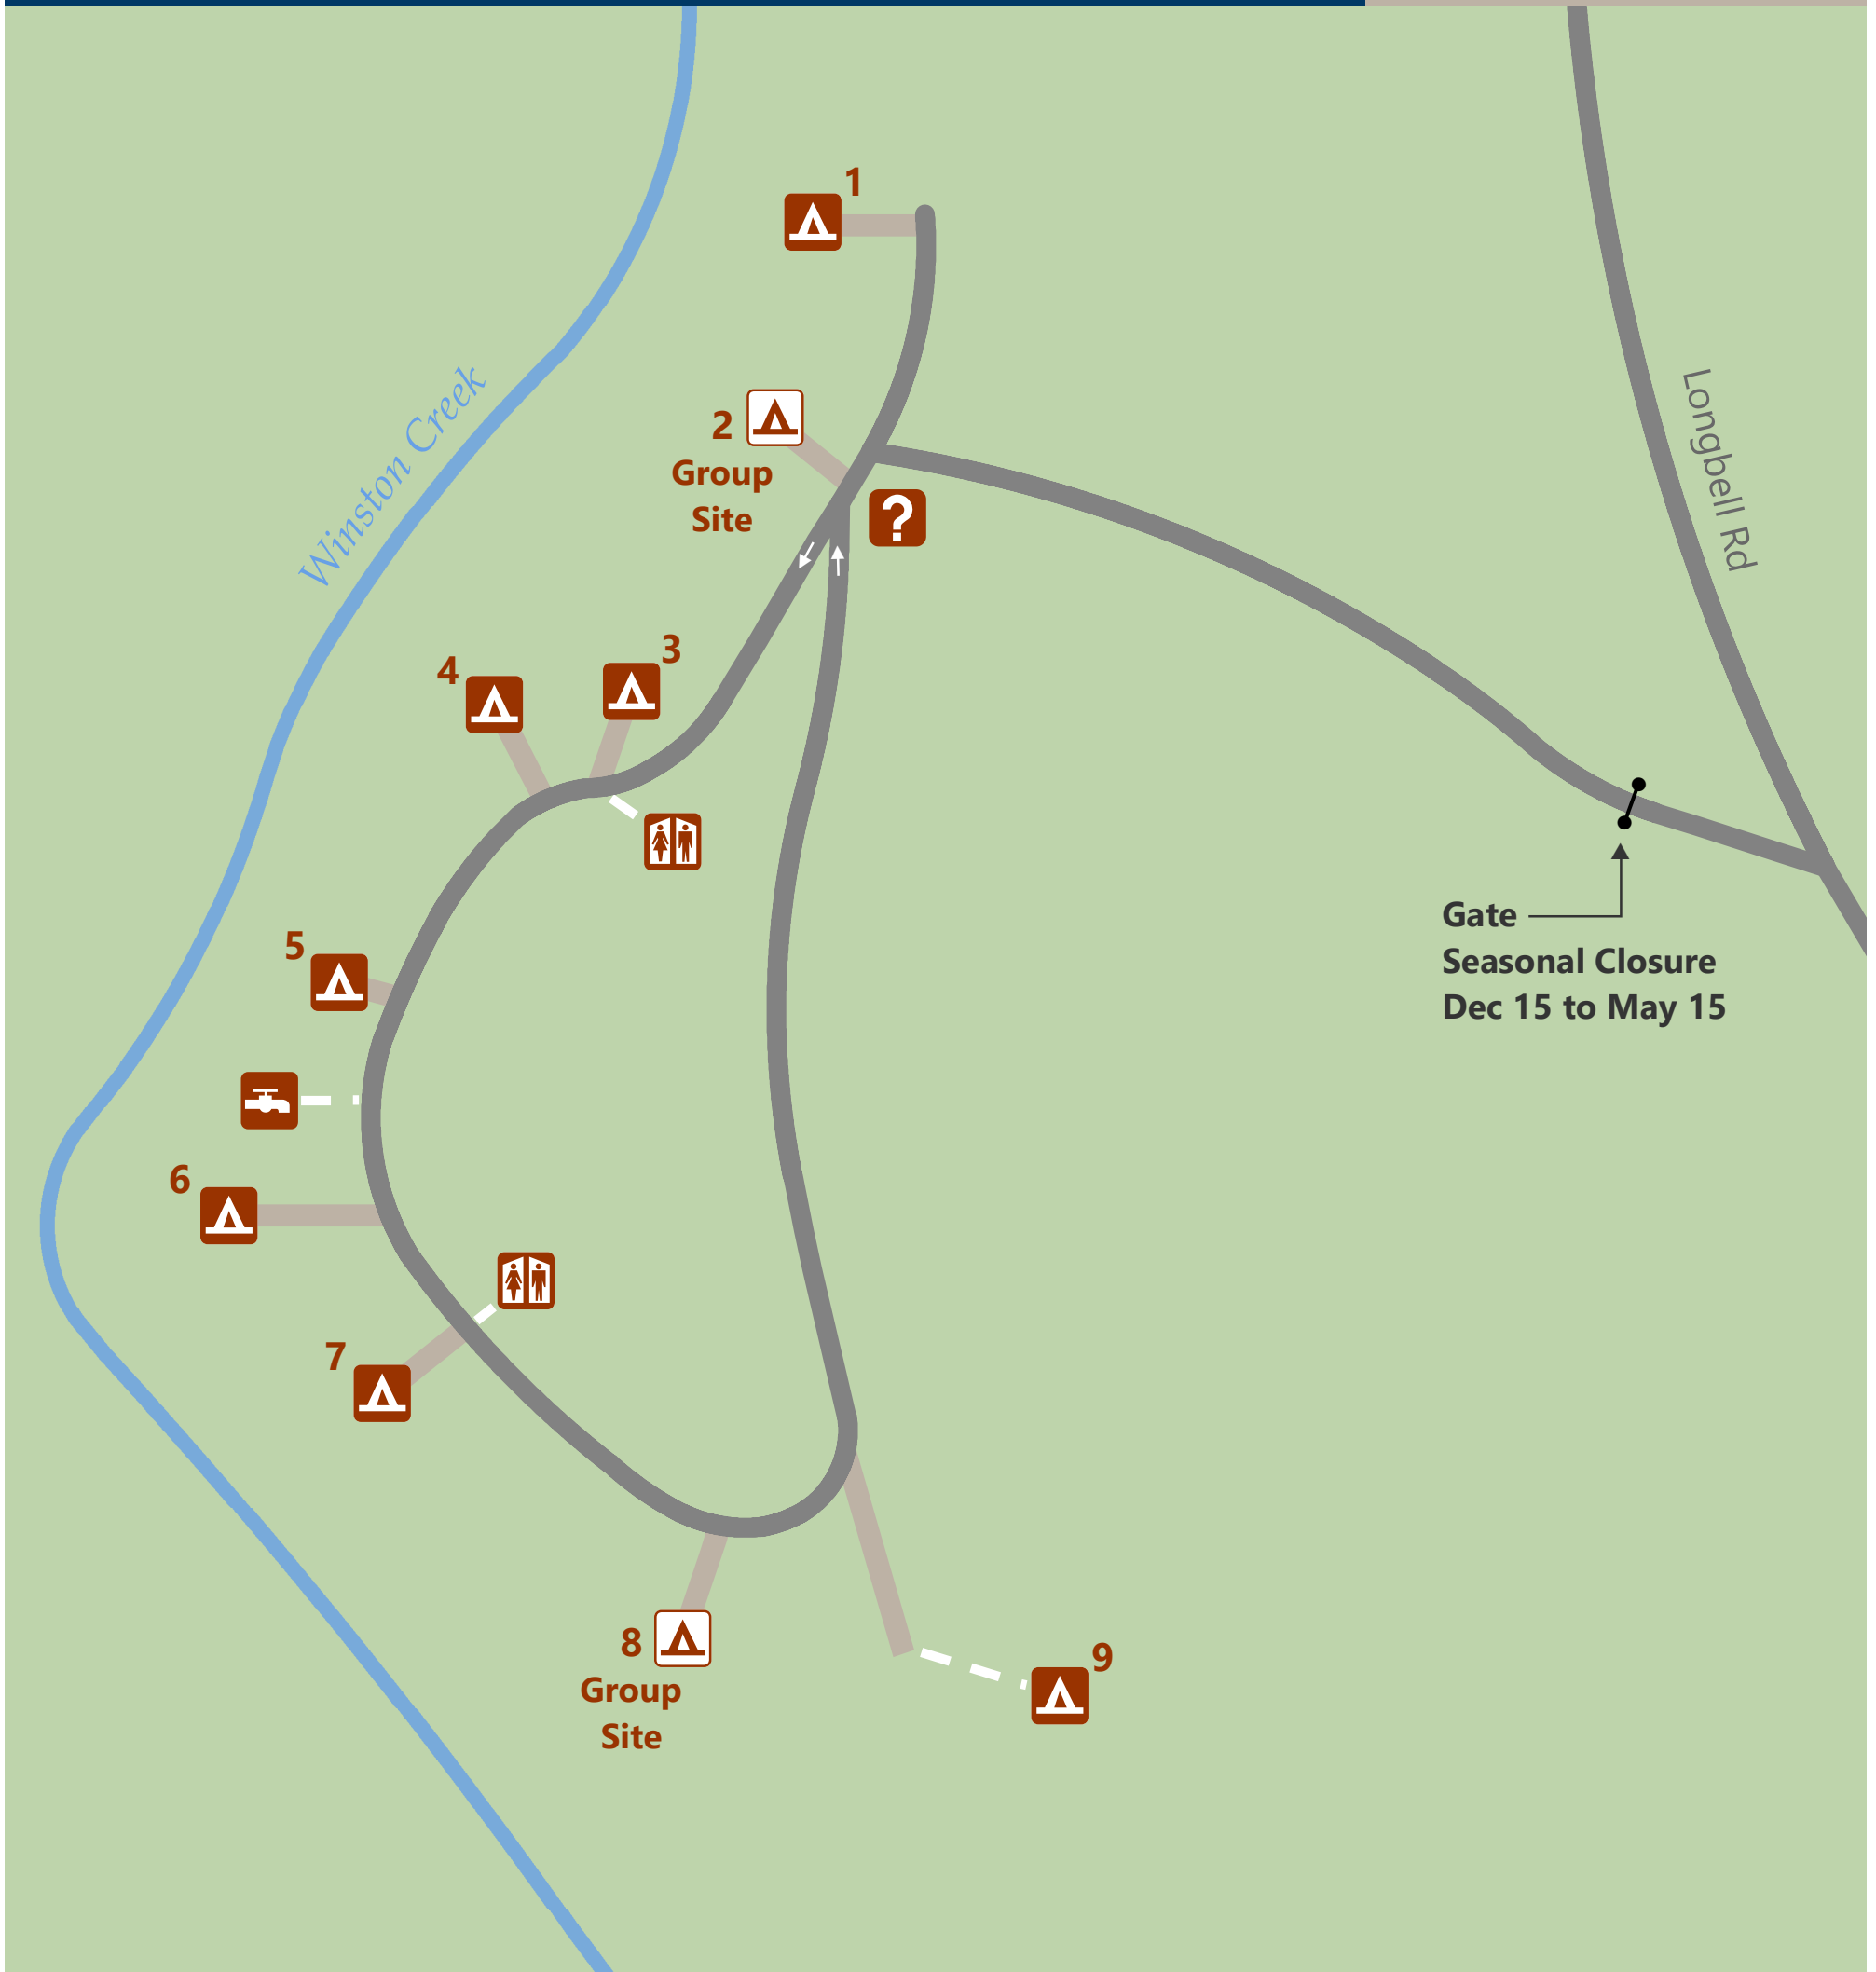 1
Winston Creek
Longbell Rd
2
Group
Site
?
3
4
Gate
Seasonal Closure
Dec 15 to May 15
5
6
7
8
Group
Site
9